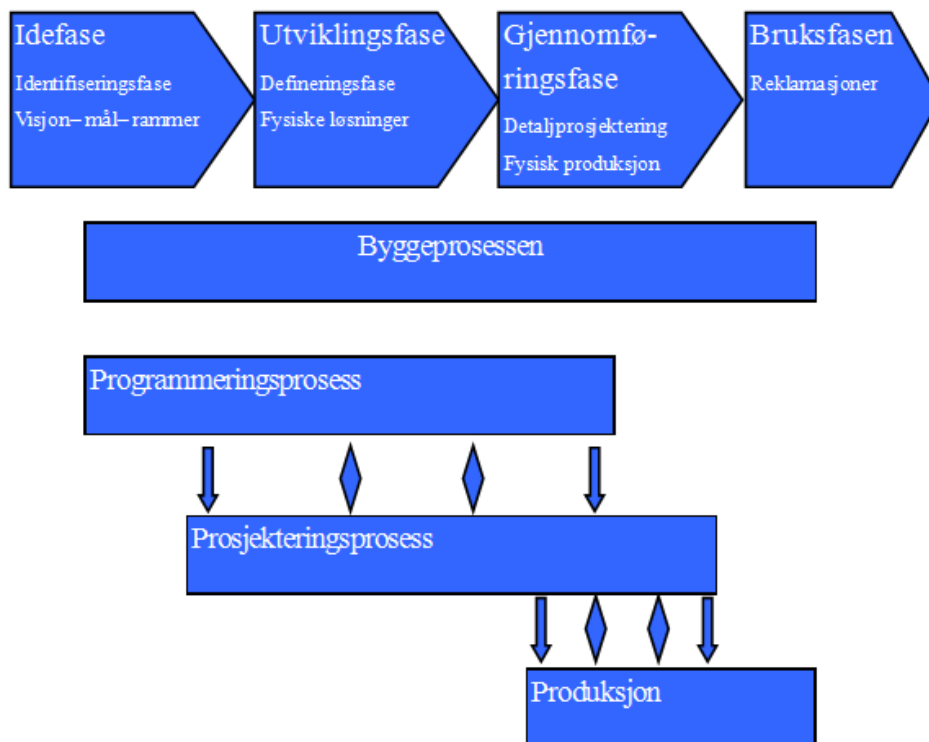 Idefase
Identifiseringsfase
Visjon–mål–rammer
Utviklingsfase
Defineringsfase
Fysiske løsninger
Gjennomfø-
ringsfase
Detaljprosjektering
Fysisk produksjon
Bruksfasen
Reklamasjoner
Byggeprosessen
Programmeringsprosess
Prosjekteringsprosess
Produksjon